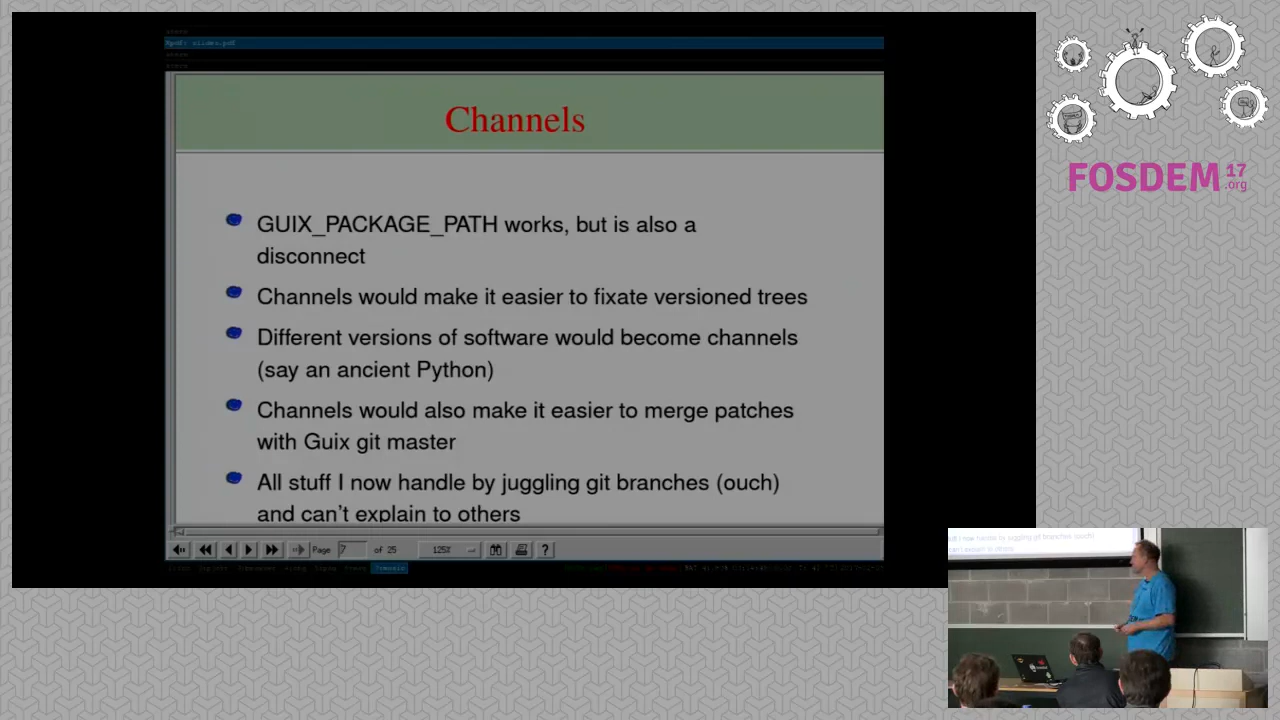 Xpdf: slides.pdf
Channels
GUIX_PACKAGE_PATH works, but is also a
disconnect
Channels would make it easier to fixate versioned trees
Different versions of software would become channels
(say an ancient Python)
Channels would also make it easier to merge patches
with Guix git master
All stuff I now handle by juggling git branches (ouch)
and can't explain to others
Page 7 of 25 125% ?
FOSDEM 17
.org